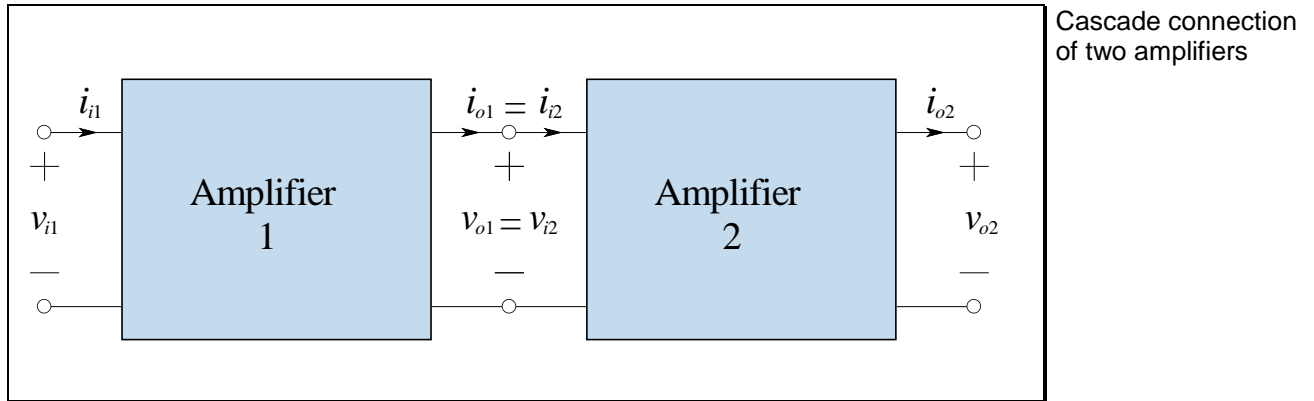 Cascade connection
of two amplifiers
i_i1
i_o1 = i_i2
i_o2
+
+
+
Amplifier
1
Amplifier
2
v_i1
v_o1 = v_i2
v_o2
—
—
—